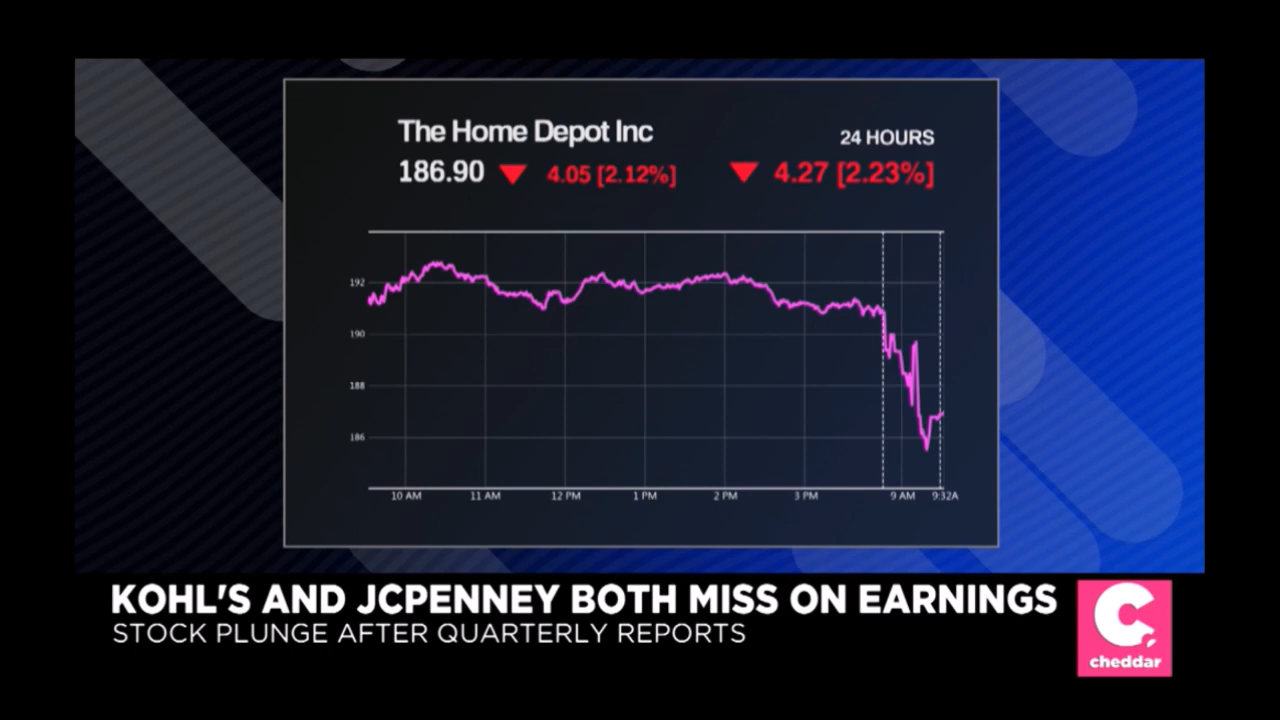 The Home Depot Inc
24 HOURS
186.90 ▼ 4.05 [2.12%] ▼ 4.27 [2.23%]
192
190
188
186
10 AM 11 AM 12 PM 1 PM 2 PM 3 PM 9 AM 9:32A
KOHL'S AND JCPENNEY BOTH MISS ON EARNINGS
STOCK PLUNGE AFTER QUARTERLY REPORTS
cheddar